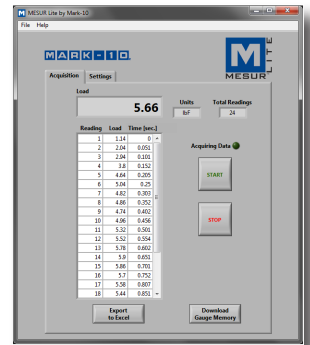 MESUR Lite by Mark-10
File Help
MARK-10
M
LITE
MESUR
Acquisition Settings
Load
5.66
Units
lbF
Total Readings
24
Reading Load Time [sec.]
1 1.14 0
2 2.04 0.051
3 2.94 0.101
4 3.8 0.152
5 4.64 0.205
6 5.04 0.25
7 4.82 0.303
8 4.86 0.352
9 4.74 0.402
10 4.96 0.456
11 5.32 0.501
12 5.52 0.554
13 5.78 0.602
14 5.9 0.651
15 5.86 0.701
16 5.7 0.752
17 5.58 0.807
18 5.44 0.851
Acquiring Data
START
STOP
Export
to Excel
Download
Gauge Memory